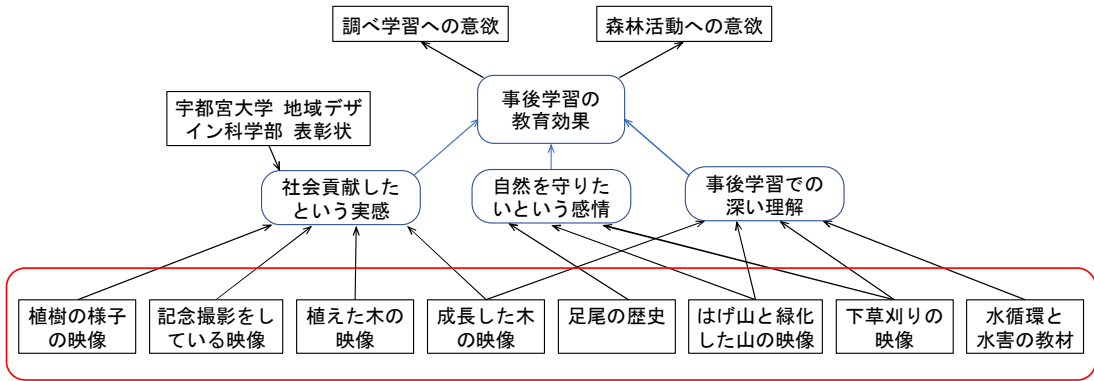 調べ学習への意欲
森林活動への意欲
事後学習の
教育効果
宇都宮大学 地域デザ
イン科学部 表彰状
社会貢献した
という実感
自然を守りた
いという感情
事後学習での
深い理解
植樹の様子
の映像
記念撮影をし
ている映像
植えた木の
映像
成長した木
の映像
足尾の歴史
はげ山と緑化
した山の映像
下草刈りの
映像
水循環と
水害の教材